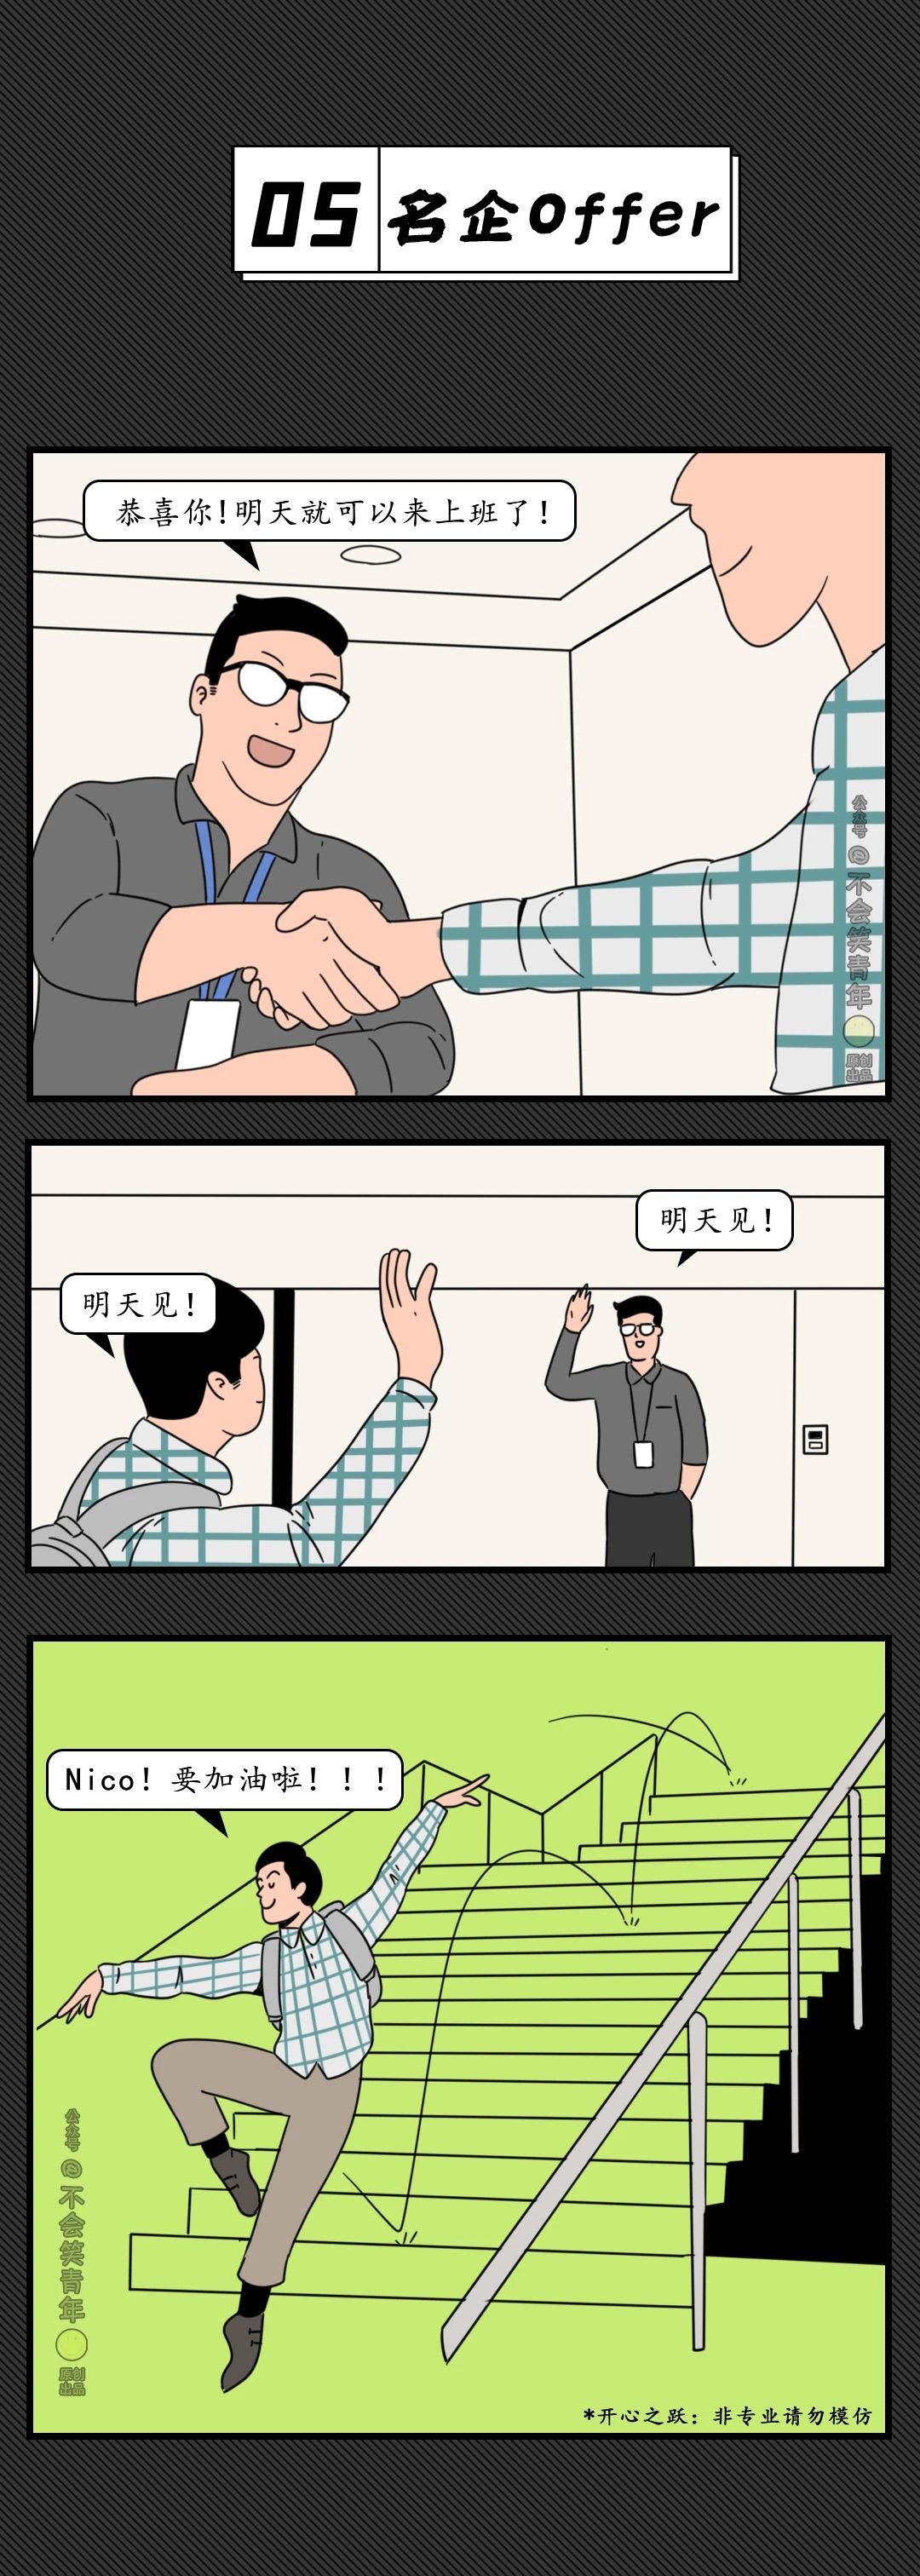 05 名企Offer
恭喜你!明天就可以来上班了!
公众号@不会笑青年
原创
出品
明天见!
明天见!
Nico! 要加油啦! ! !
公众号@不会笑青年
原创
出品
*开心之跃：非专业请勿模仿